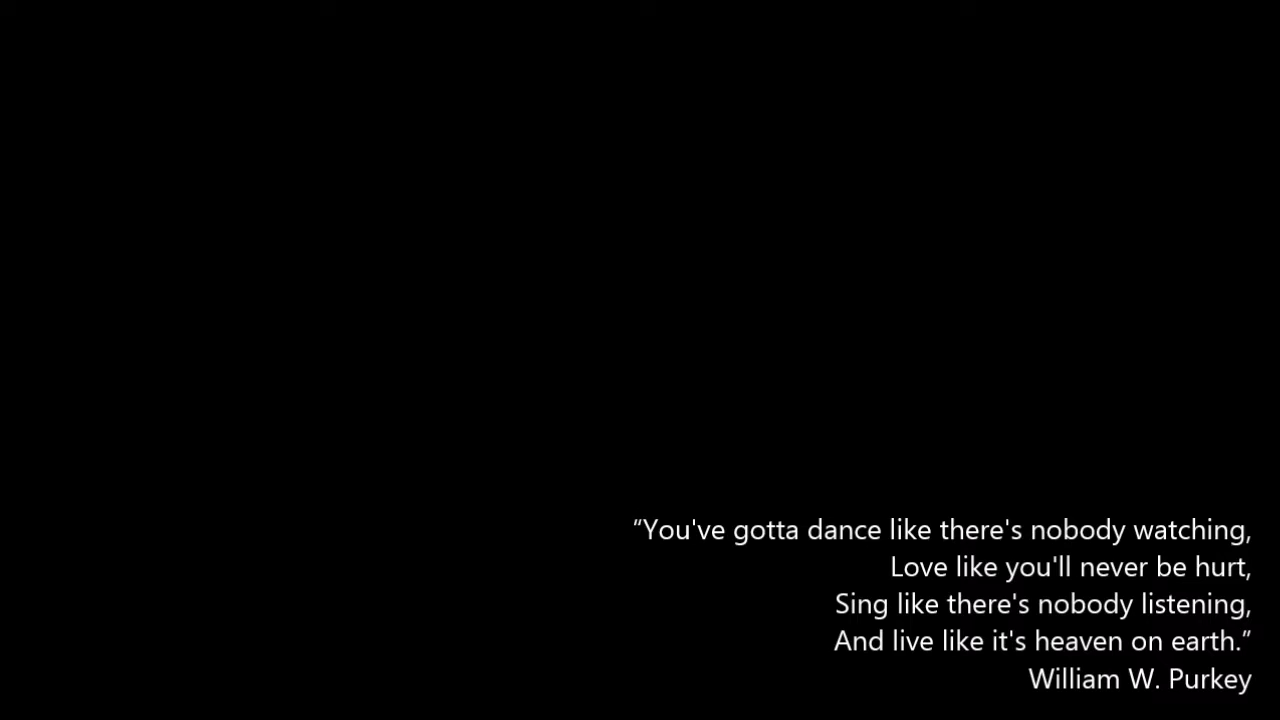 “You've gotta dance like there's nobody watching,
Love like you'll never be hurt,
Sing like there's nobody listening,
And live like it's heaven on earth.”
William W. Purkey